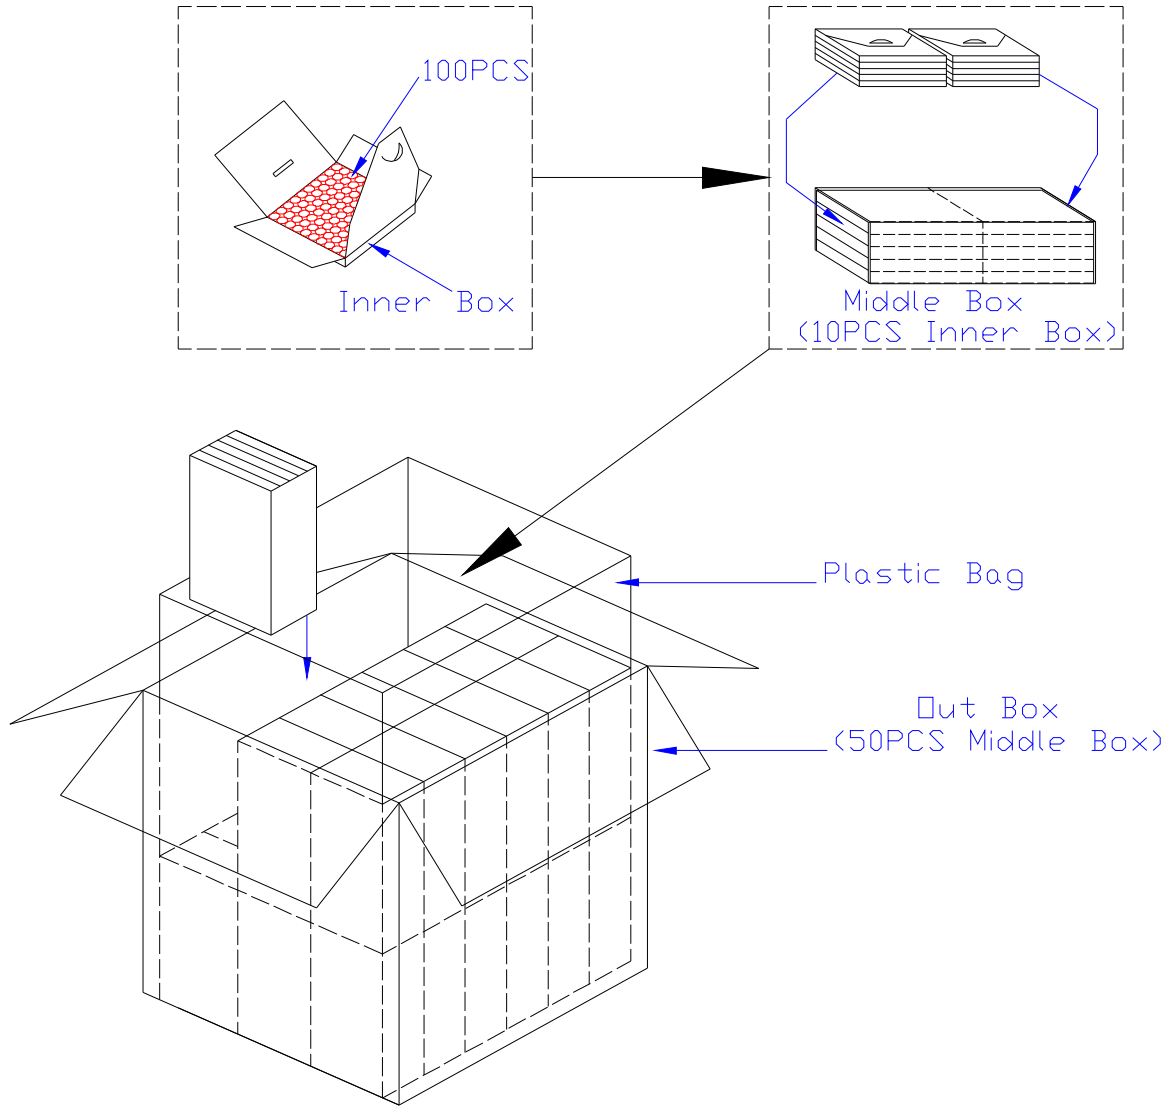 100PCS
Inner Box
Middle Box
(10PCS Inner Box)
Plastic Bag
Out Box
(50PCS Middle Box)